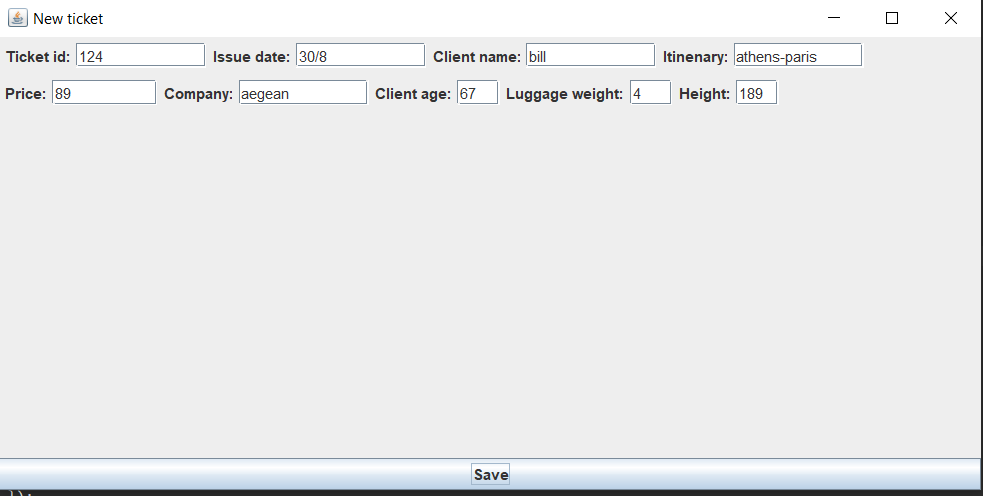 New ticket
Ticket id: 124 Issue date: 30/8 Client name: bill Itinenary: athens-paris
Price: 89 Company: aegean Client age: 67 Luggage weight: 4 Height: 189
Save
});